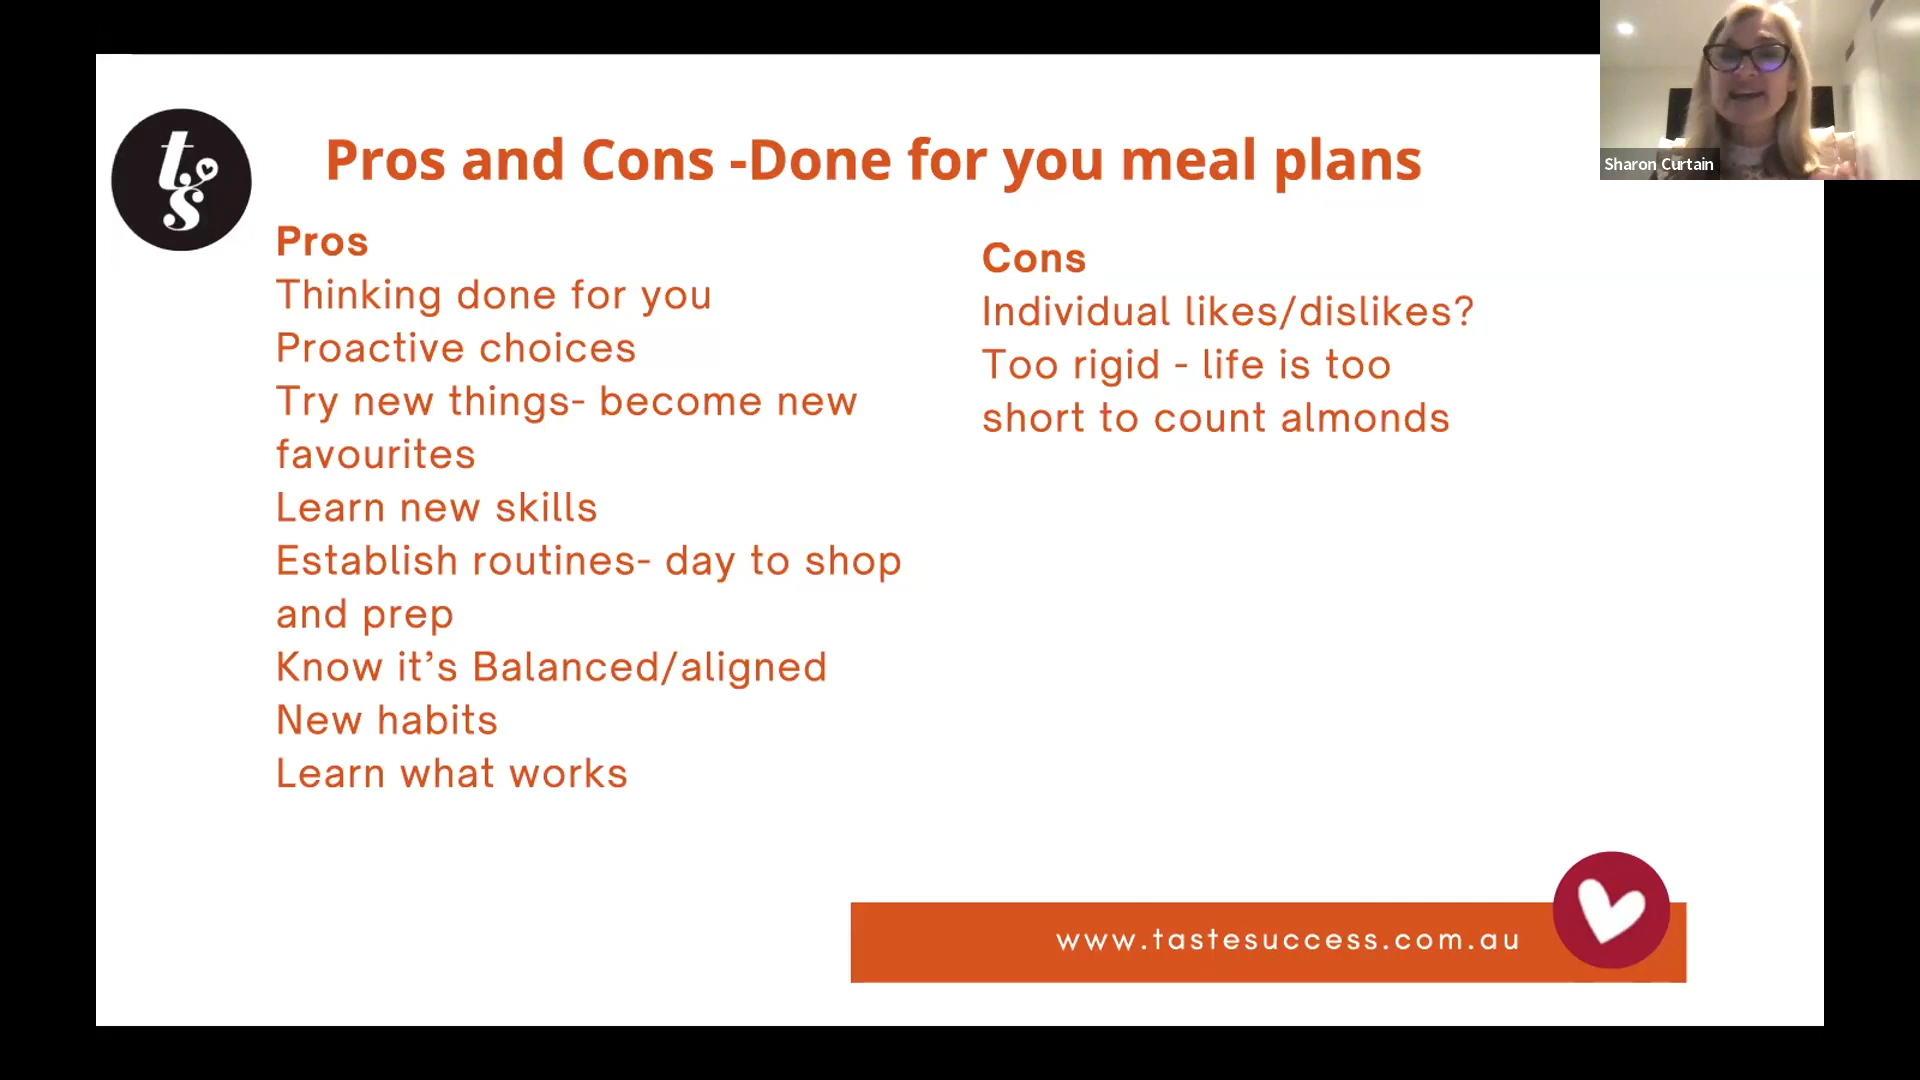 ts
Pros and Cons -Done for you meal plans
Sharon Curtain
Pros
Thinking done for you
Proactive choices
Try new things- become new
favourites
Learn new skills
Establish routines- day to shop
and prep
Know it’s Balanced/aligned
New habits
Learn what works
Cons
Individual likes/dislikes?
Too rigid - life is too
short to count almonds
www.tastesuccess.com.au